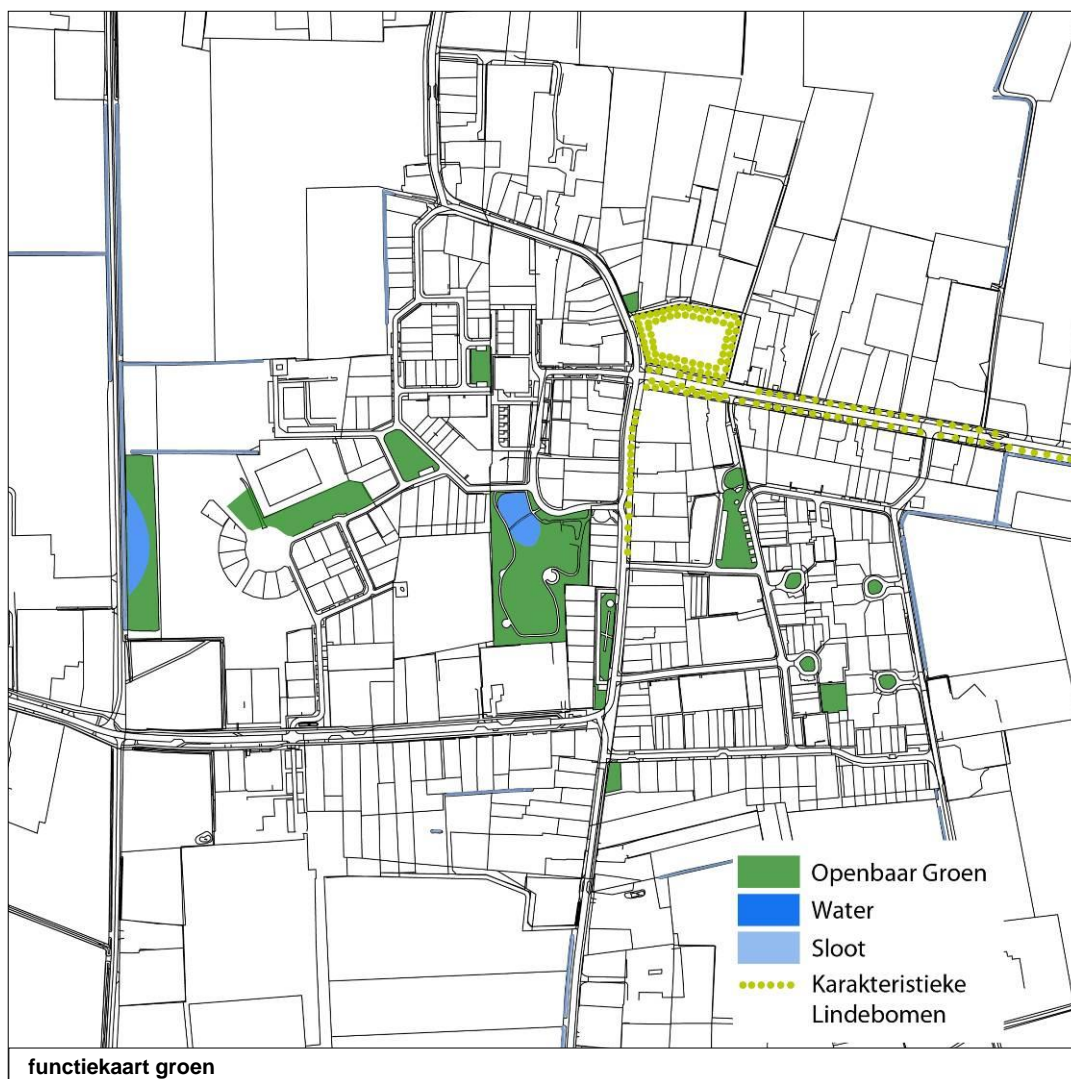 Openbaar Groen
Water
Sloot
Karakteristieke
Lindebomen
functiekaart groen